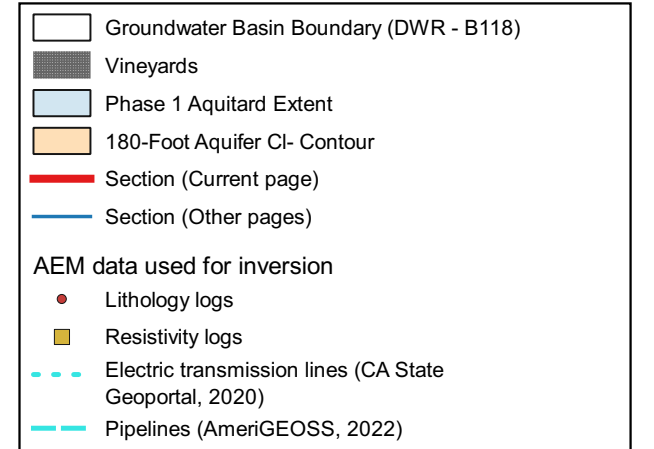 Groundwater Basin Boundary (DWR - B118)
Vineyards
Phase 1 Aquitard Extent
180-Foot Aquifer Cl- Contour
Section (Current page)
Section (Other pages)
AEM data used for inversion
Lithology logs
Resistivity logs
Electric transmission lines (CA State
Geoportal, 2020)
Pipelines (AmeriGEOSS, 2022)